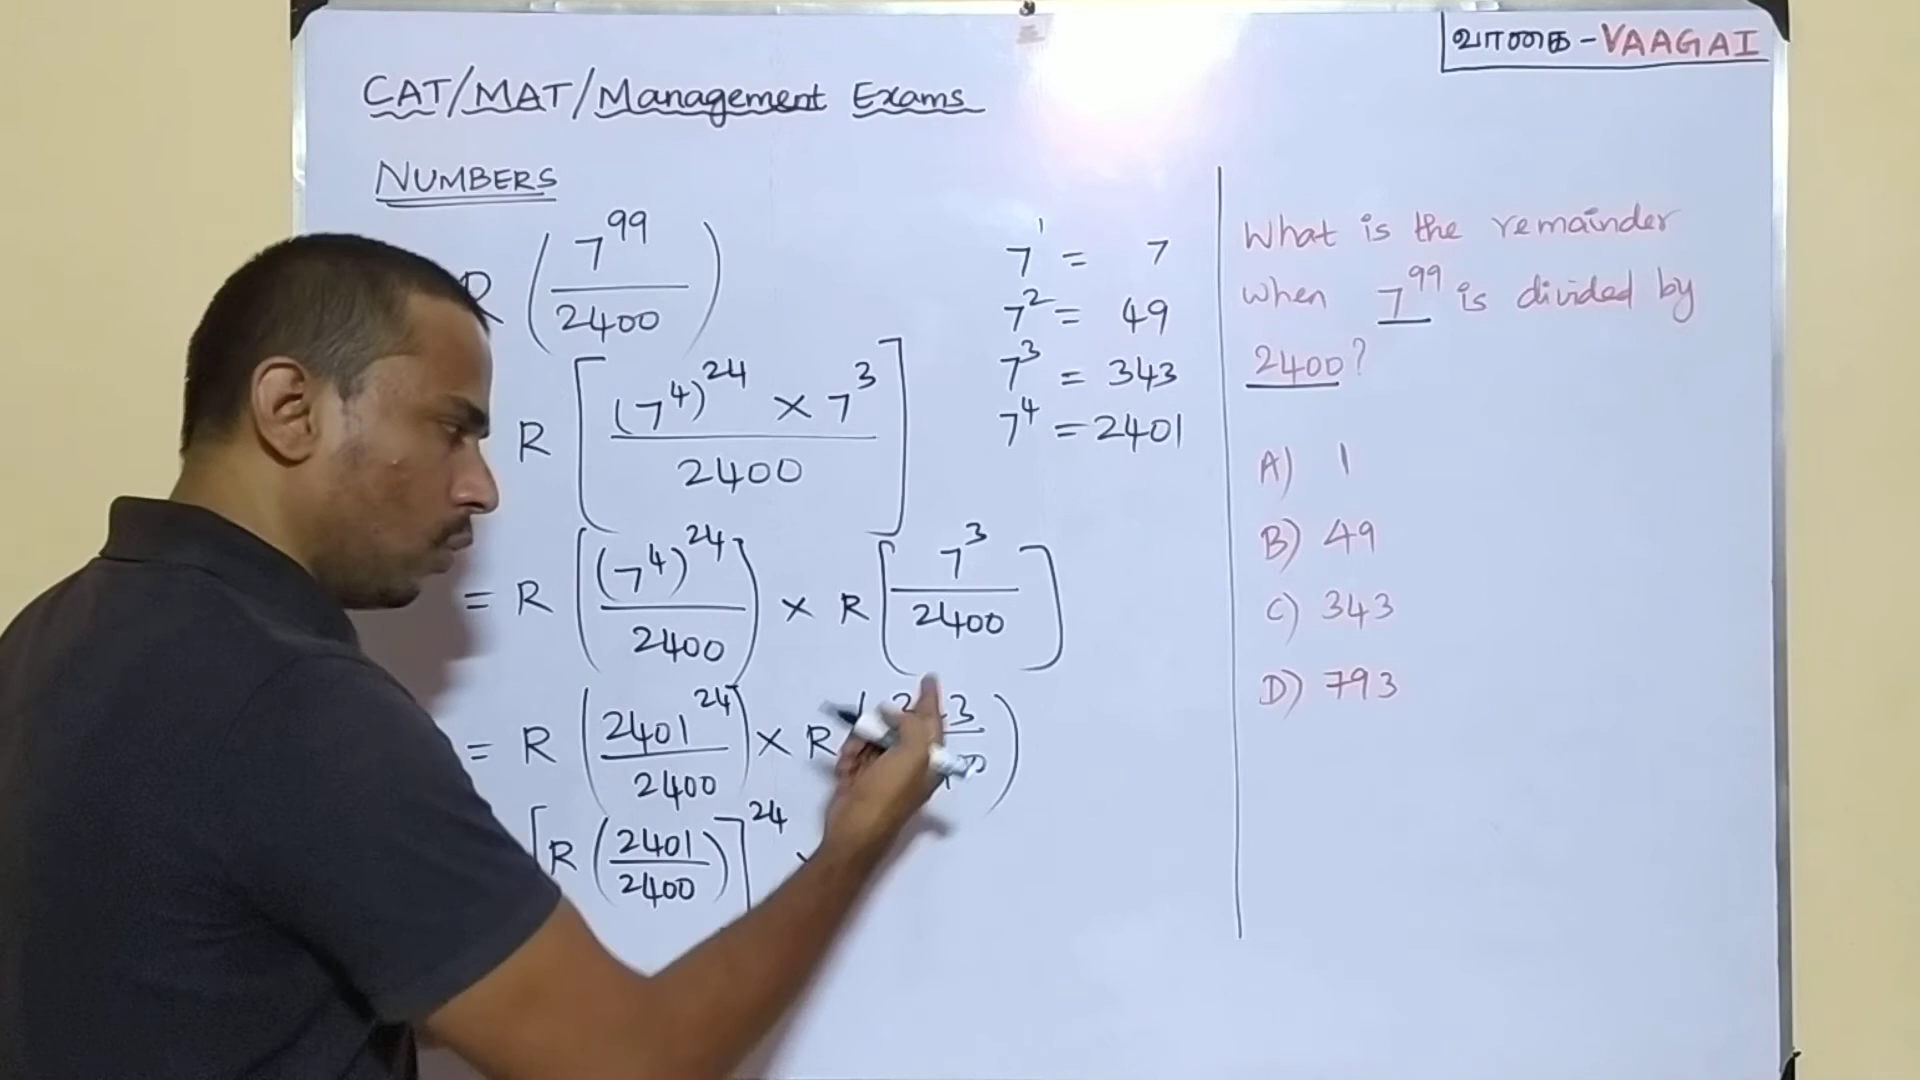 வாகை - VAAGAI
CAT/MAT/Management Exams
NUMBERS
R (7^99 / 2400)
R [(7^4)^24 × 7^3 / 2400]
= R ((7^4)^24 / 2400) × R [7^3 / 2400]
= R (2401^24 / 2400) × R
[R (2401 / 2400)]^24 ×
7^1 = 7
7^2 = 49
7^3 = 343
7^4 = 2401
What is the remainder
when 7^99 is divided by
2400?
A) 1
B) 49
C) 343
D) 793